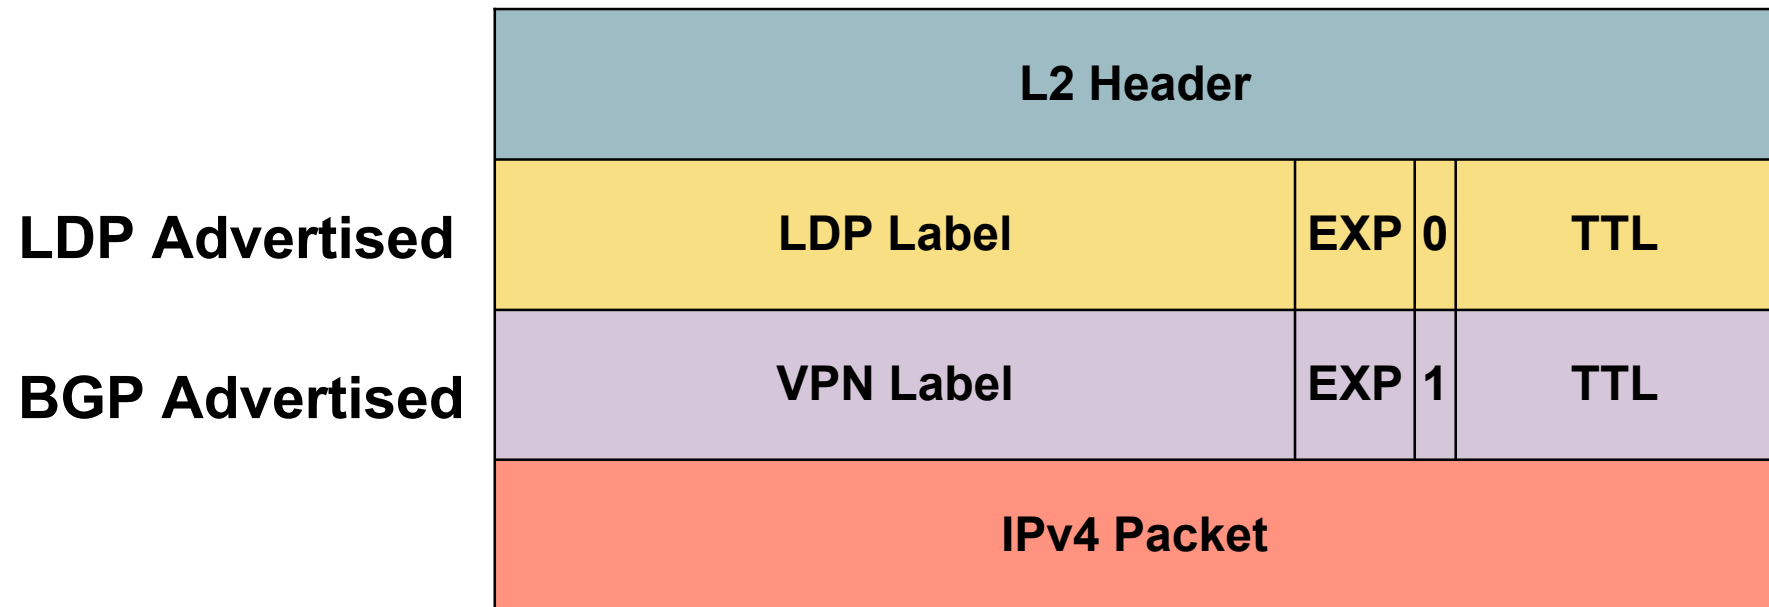 L2 Header
LDP Advertised LDP Label EXP 0 TTL
BGP Advertised VPN Label EXP 1 TTL
IPv4 Packet